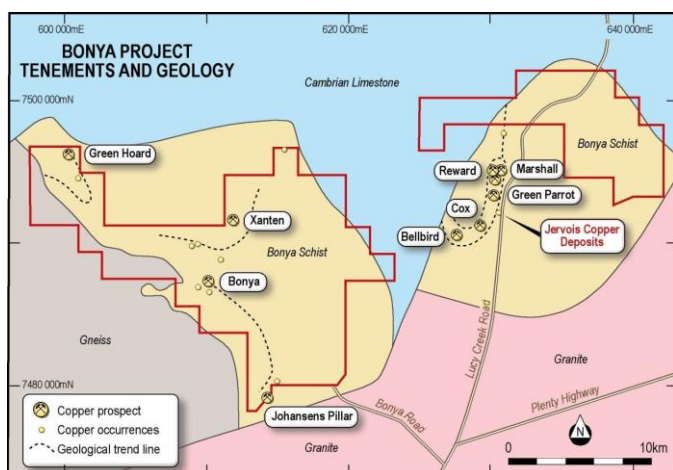 600 000mE
620 000mE
640 000mE
BONYA PROJECT
TENEMENTS AND GEOLOGY
Cambrian Limestone
7500 000mN
Green Hoard
Bonya Schist
Reward
Marshall
Green Parrot
Xanten
Cox
Bellbird
Jervois Copper
Deposits
Bonya Schist
Bonya
Gneiss
Lucy Creek Road
Granite
7480 000mN
Plenty Highway
Copper prospect
Copper occurrences
Geological trend line
Johansens Pillar
Bonya Road
Granite
N
0
10km